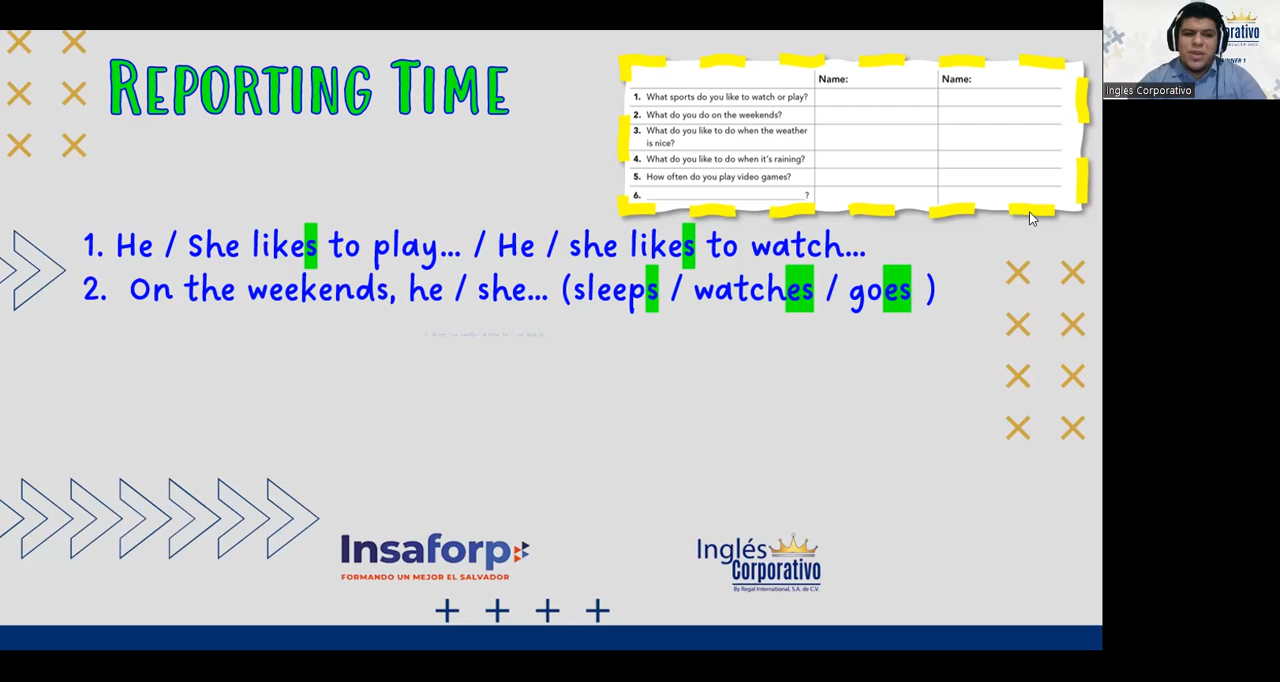 REPORTING TIME
Name:
Name:
1. What sports do you like to watch or play?
2. What do you do on the weekends?
3. What do you like to do when the weather
is nice?
4. What do you like to do when it's raining?
5. How often do you play video games?
6. ____________________?
1. He / She likes to play... / He / she likes to watch...
2. On the weekends, he / she... (sleeps / watches / goes )
Insaforp
FORMANDO UN MEJOR EL SALVADOR
Inglés
Corporativo
By Regal International, S.A. de C.V.
Ingles Corporativo